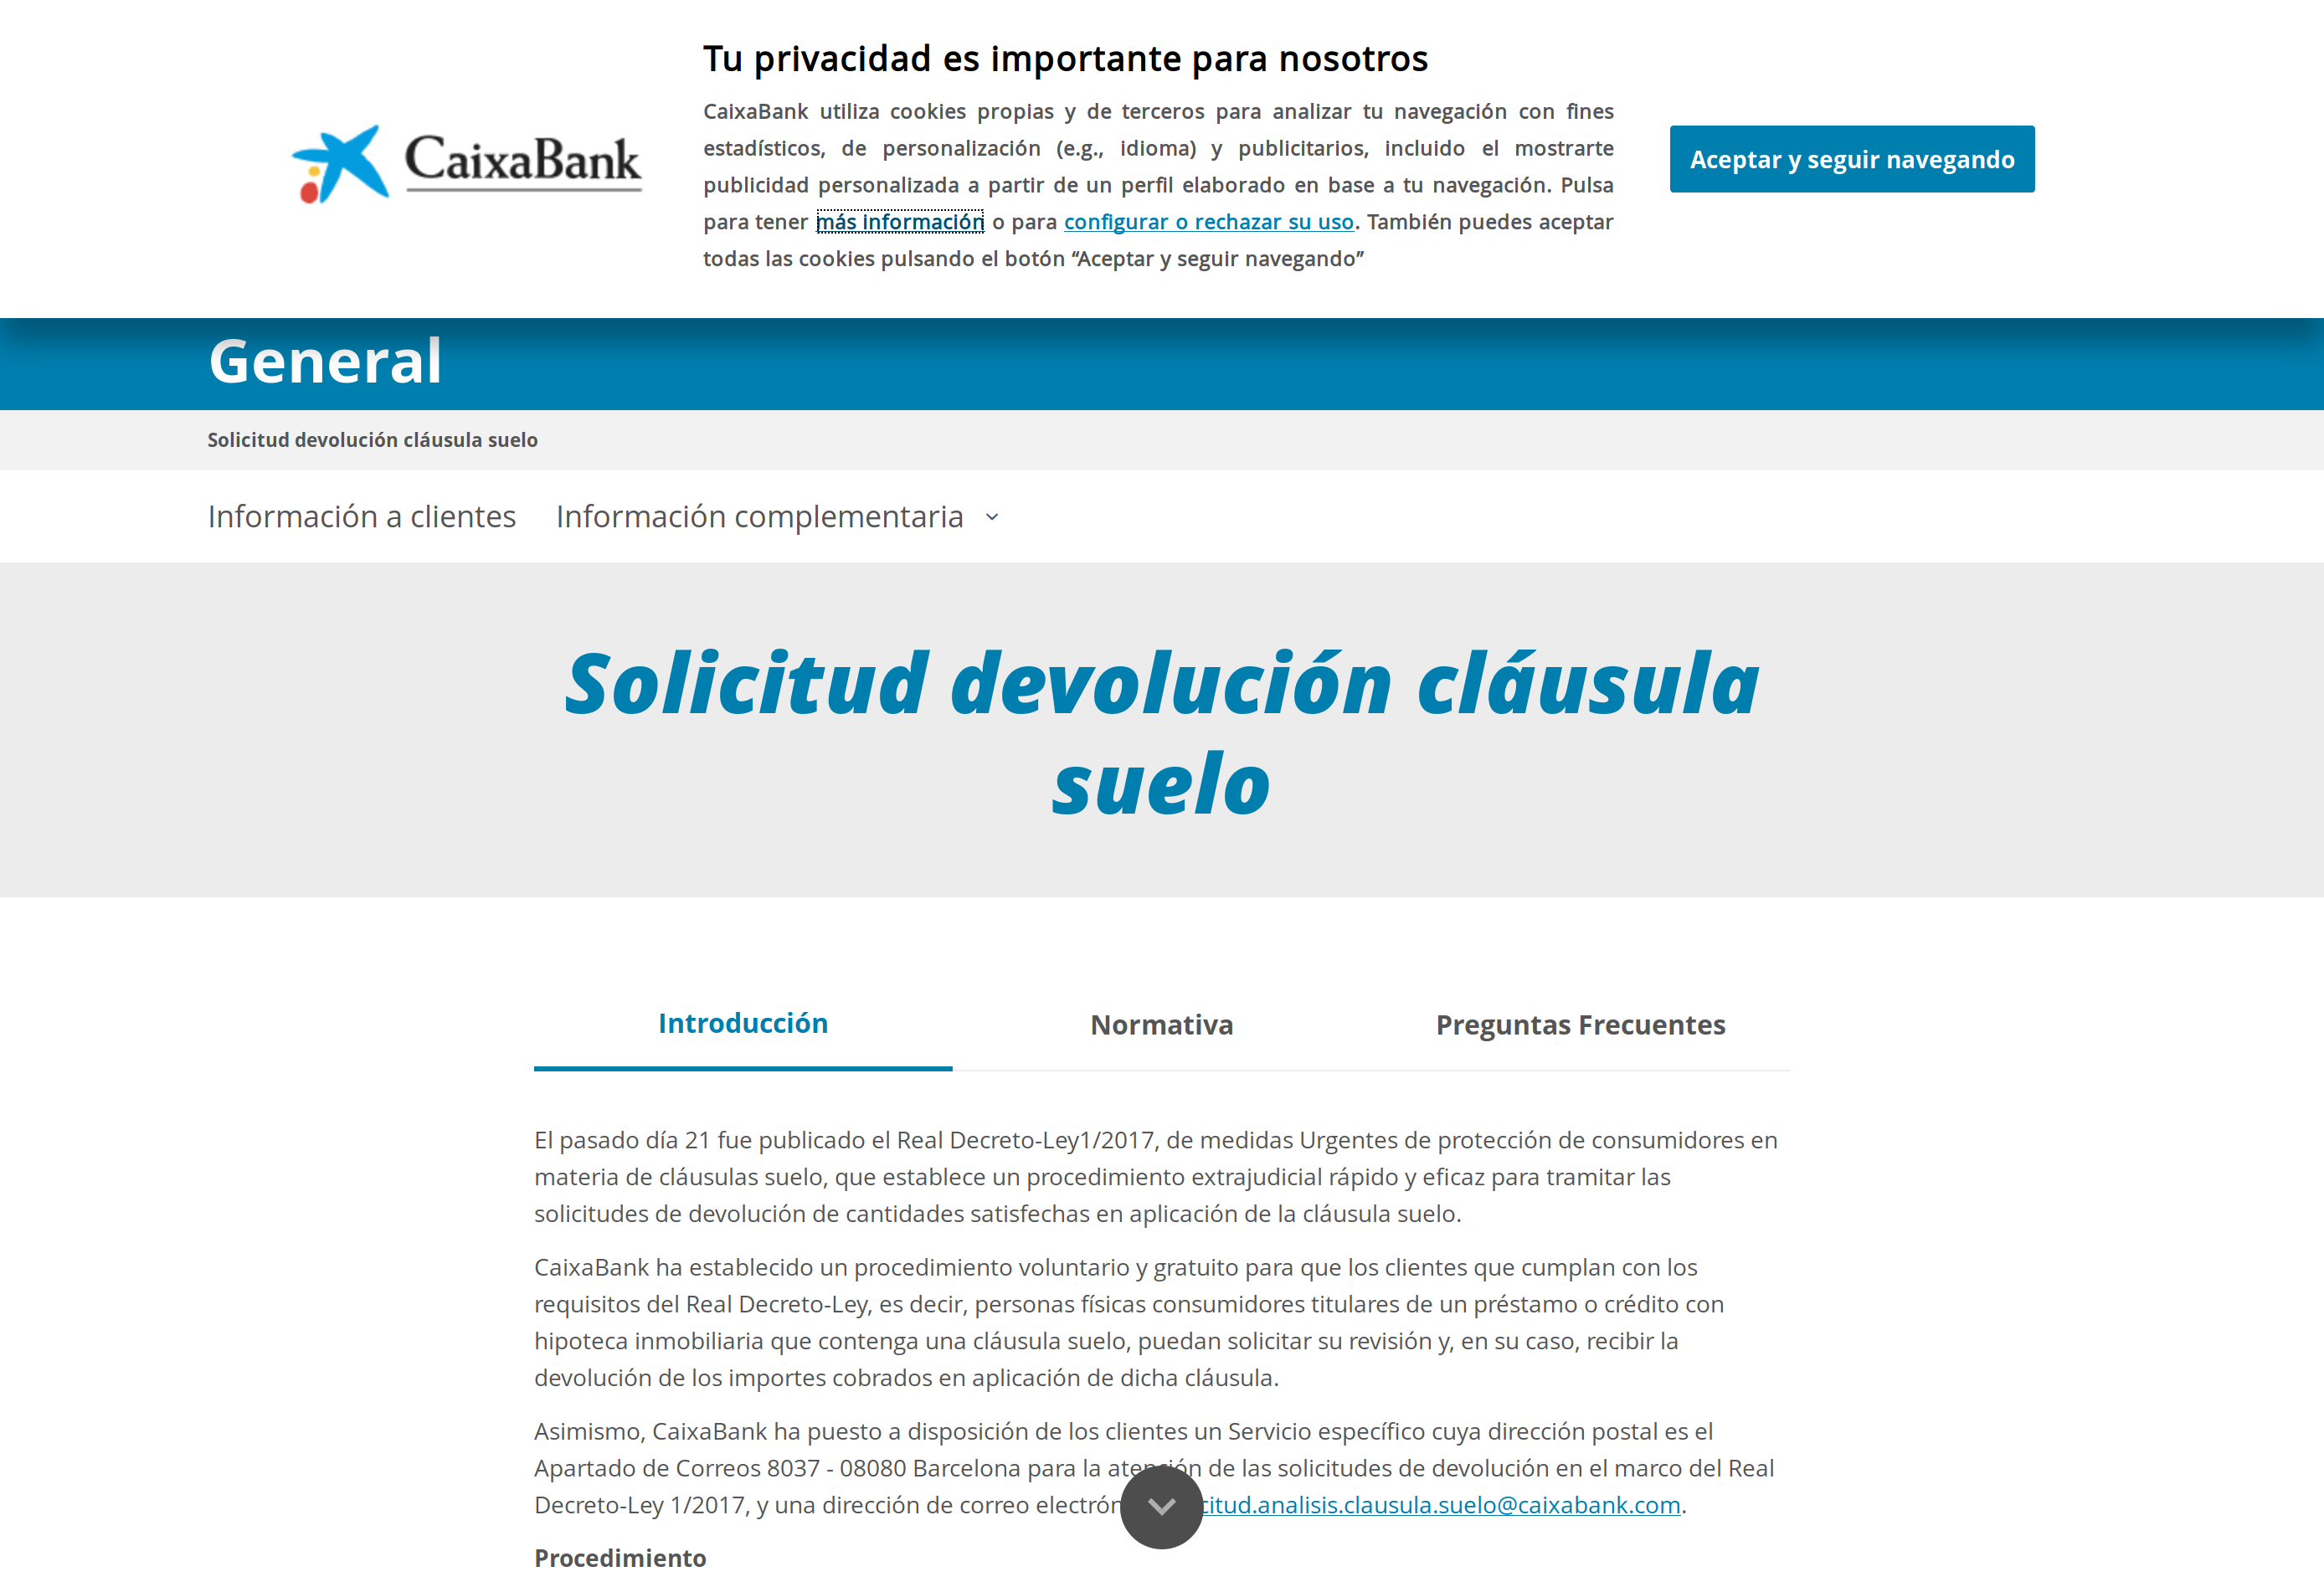 Tu privacidad es importante para nosotros
CaixaBank
CaixaBank utiliza cookies propias y de terceros para analizar tu navegación con fines
estadísticos, de personalización (e.g., idioma) y publicitarios, incluido el mostrarte
publicidad personalizada a partir de un perfil elaborado en base a tu navegación. Pulsa
para tener más información o para configurar o rechazar su uso. También puedes aceptar
todas las cookies pulsando el botón “Aceptar y seguir navegando”
Aceptar y seguir navegando
General
Solicitud devolución cláusula suelo
Información a clientes Información complementaria
Solicitud devolución cláusula
suelo
Introducción Normativa Preguntas Frecuentes
El pasado día 21 fue publicado el Real Decreto-Ley1/2017, de medidas Urgentes de protección de consumidores en
materia de cláusulas suelo, que establece un procedimiento extrajudicial rápido y eficaz para tramitar las
solicitudes de devolución de cantidades satisfechas en aplicación de la cláusula suelo.
CaixaBank ha establecido un procedimiento voluntario y gratuito para que los clientes que cumplan con los
requisitos del Real Decreto-Ley, es decir, personas físicas consumidores titulares de un préstamo o crédito con
hipoteca inmobiliaria que contenga una cláusula suelo, puedan solicitar su revisión y, en su caso, recibir la
devolución de los importes cobrados en aplicación de dicha cláusula.
Asimismo, CaixaBank ha puesto a disposición de los clientes un Servicio específico cuya dirección postal es el
Apartado de Correos 8037 - 08080 Barcelona para la atención de las solicitudes de devolución en el marco del Real
Decreto-Ley 1/2017, y una dirección de correo electrón citud.analisis.clausula.suelo@caixabank.com.
Procedimiento